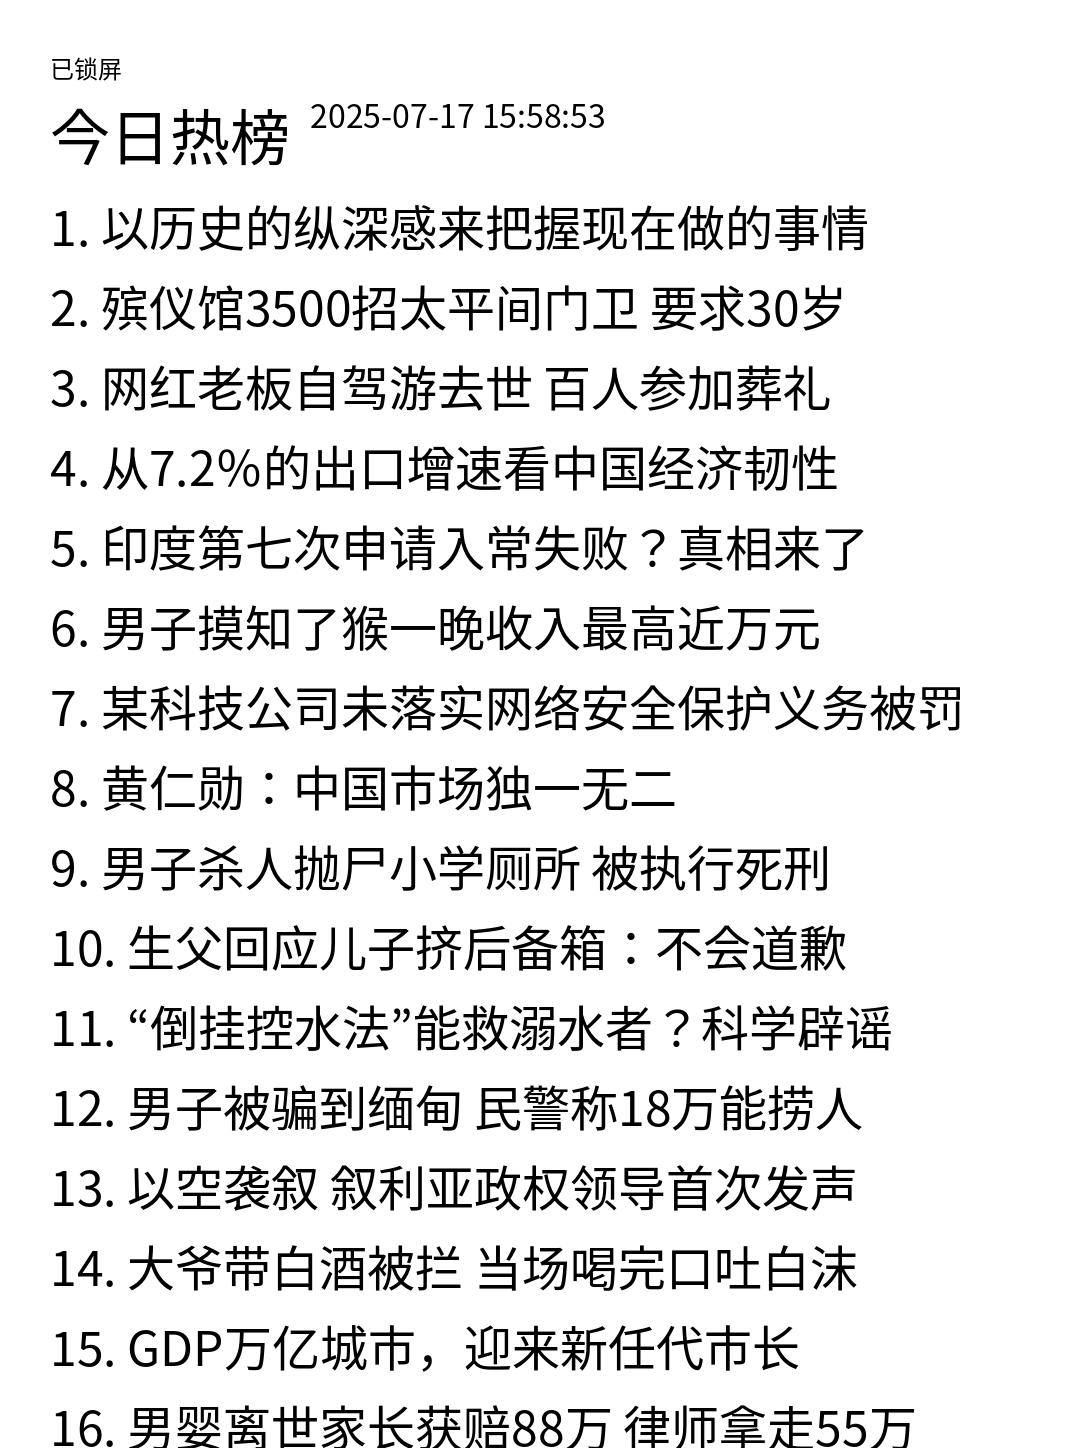 已锁屏
今日热榜 2025-07-17 15:58:53
1. 以历史的纵深感来把握现在做的事情
2. 殡仪馆3500招太平间门卫 要求30岁
3. 网红老板自驾游去世 百人参加葬礼
4. 从7.2%的出口增速看中国经济韧性
5. 印度第七次申请入常失败？真相来了
6. 男子摸知了猴一晚收入最高近万元
7. 某科技公司未落实网络安全保护义务被罚
8. 黄仁勋：中国市场独一无二
9. 男子杀人抛尸小学厕所 被执行死刑
10. 生父回应儿子挤后备箱：不会道歉
11. “倒挂控水法”能救溺水者？科学辟谣
12. 男子被骗到缅甸 民警称18万能捞人
13. 以空袭叙 叙利亚政权领导首次发声
14. 大爷带白酒被拦 当场喝完口吐白沫
15. GDP万亿城市，迎来新任代市长
16. 男婴离世家长获赔88万 律师拿走55万